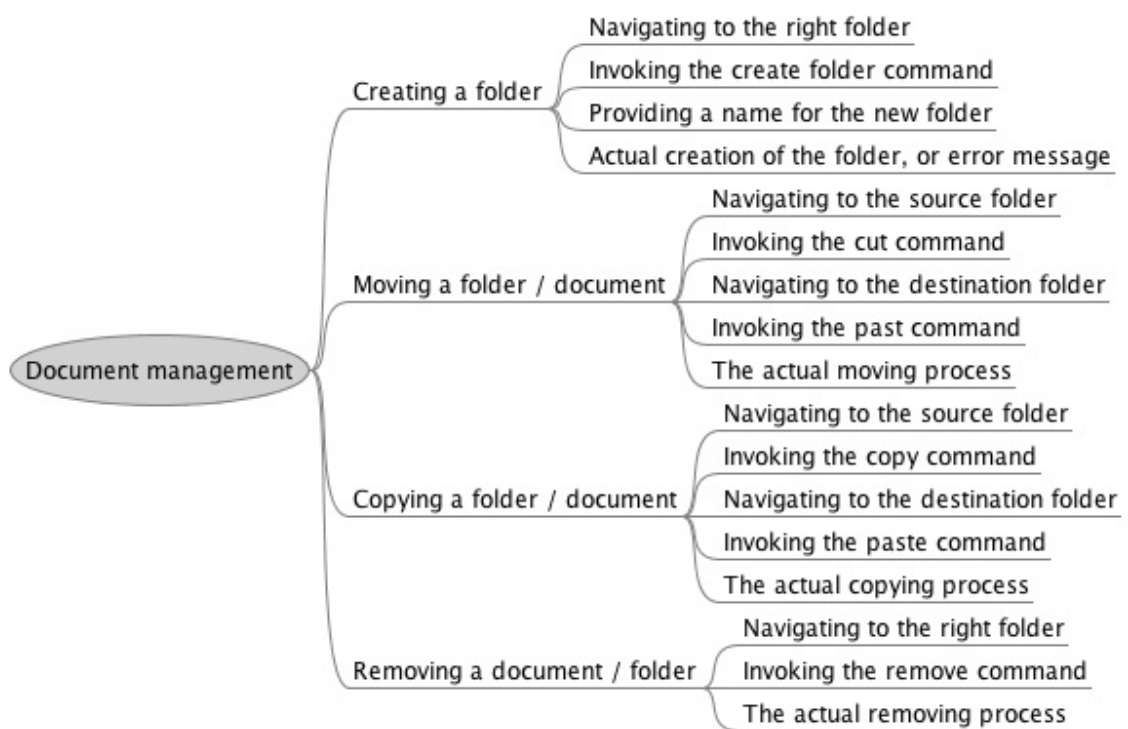 Document management
Creating a folder
Navigating to the right folder
Invoking the create folder command
Providing a name for the new folder
Actual creation of the folder, or error message
Moving a folder / document
Navigating to the source folder
Invoking the cut command
Navigating to the destination folder
Invoking the past command
The actual moving process
Copying a folder / document
Navigating to the source folder
Invoking the copy command
Navigating to the destination folder
Invoking the paste command
The actual copying process
Removing a document / folder
Navigating to the right folder
Invoking the remove command
The actual removing process